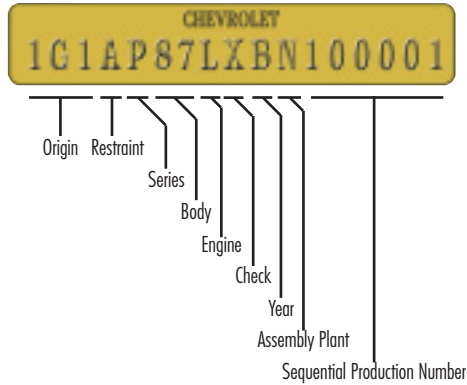 CHEVROLET
1G1AP87LXBN100001
Origin Restraint
Series
Body
Engine
Check
Year
Assembly Plant
Sequential Production Number